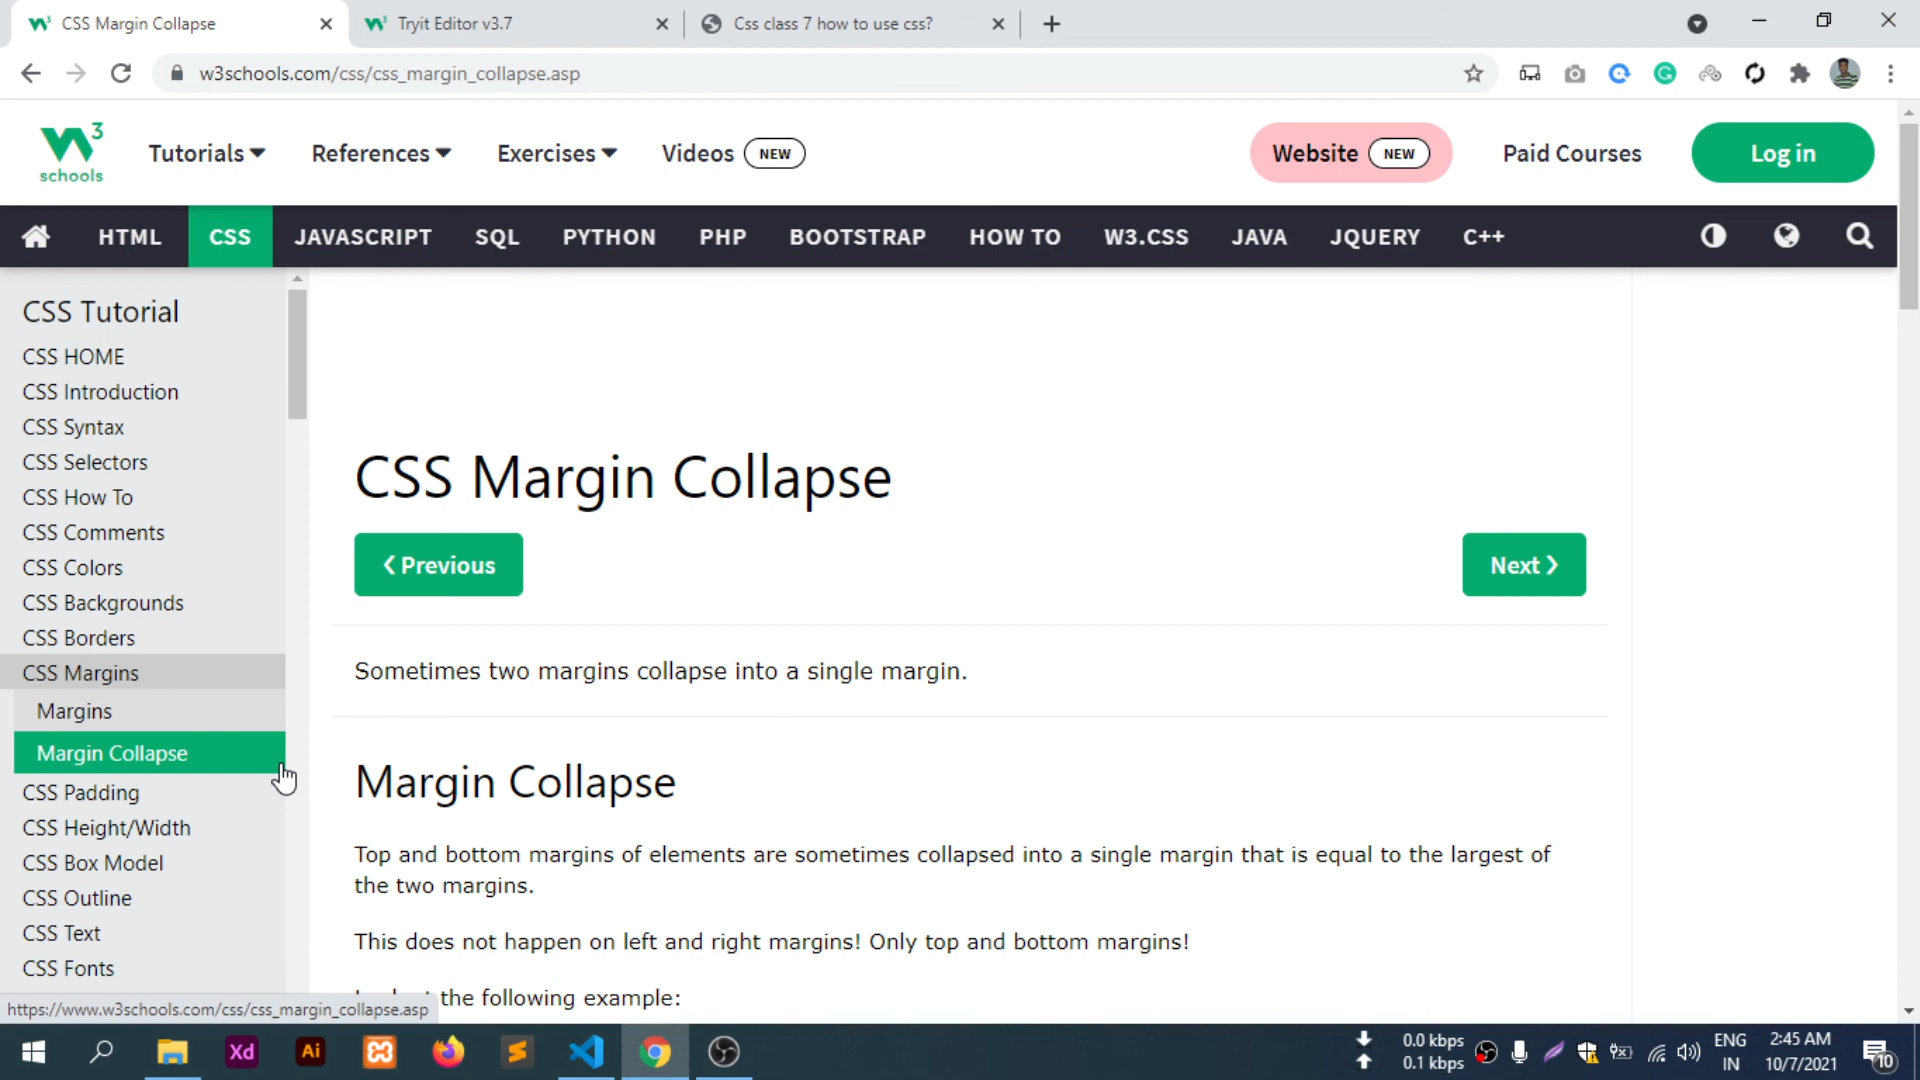 CSS Margin Collapse
Tryit Editor v3.7
Css class 7 how to use css?
w3schools.com/css/css_margin_collapse.asp
3
schools
Tutorials
References
Exercises
Videos NEW
Website NEW
Paid Courses
Log in
HTML
CSS
JAVASCRIPT
SQL
PYTHON
PHP
BOOTSTRAP
HOW TO
W3.CSS
JAVA
JQUERY
C++
CSS Tutorial
CSS HOME
CSS Introduction
CSS Syntax
CSS Selectors
CSS How To
CSS Comments
CSS Colors
CSS Backgrounds
CSS Borders
CSS Margins
Margins
Margin Collapse
CSS Padding
CSS Height/Width
CSS Box Model
CSS Outline
CSS Text
CSS Fonts
CSS Margin Collapse
❮ Previous
Next ❯
Sometimes two margins collapse into a single margin.
Margin Collapse
Top and bottom margins of elements are sometimes collapsed into a single margin that is equal to the largest of
the two margins.
This does not happen on left and right margins! Only top and bottom margins!
the following example:
https://www.w3schools.com/css/css_margin_collapse.asp
Xd
Ai
0.0 kbps
0.1 kbps
ENG
IN
2:45 AM
10/7/2021
10